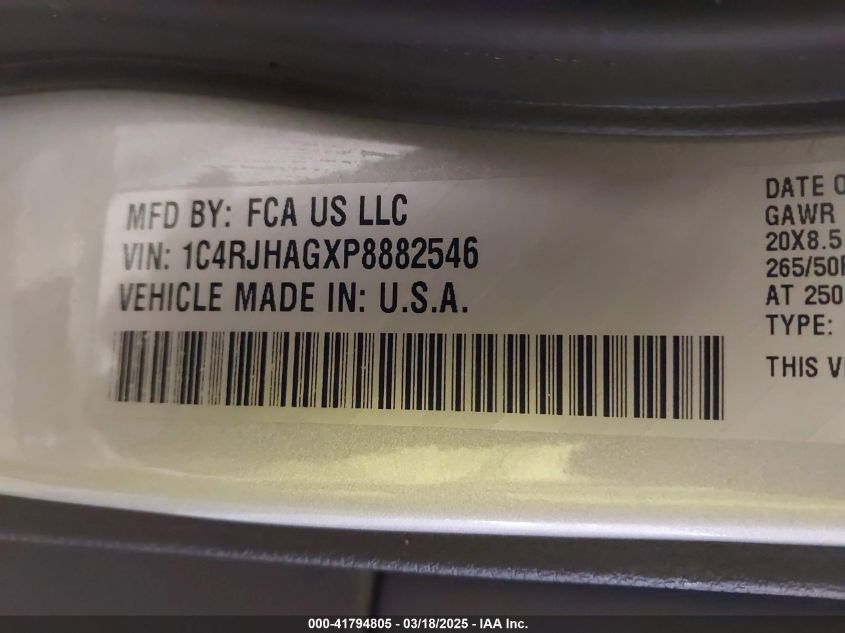 MFD BY: FCA US LLC
VIN: 1C4RJHAGXP8882546
VEHICLE MADE IN: U.S.A.
DATE O
GAWR
20X8.5
265/50R
AT 250
TYPE:
THIS V
000-41794805 - 03/18/2025 - IAA Inc.